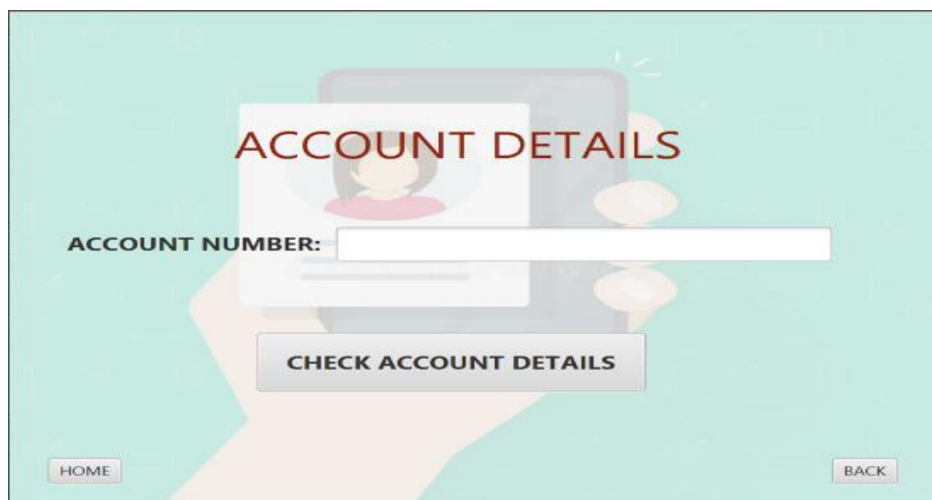 ACCOUNT DETAILS
ACCOUNT NUMBER:
CHECK ACCOUNT DETAILS
HOME
BACK